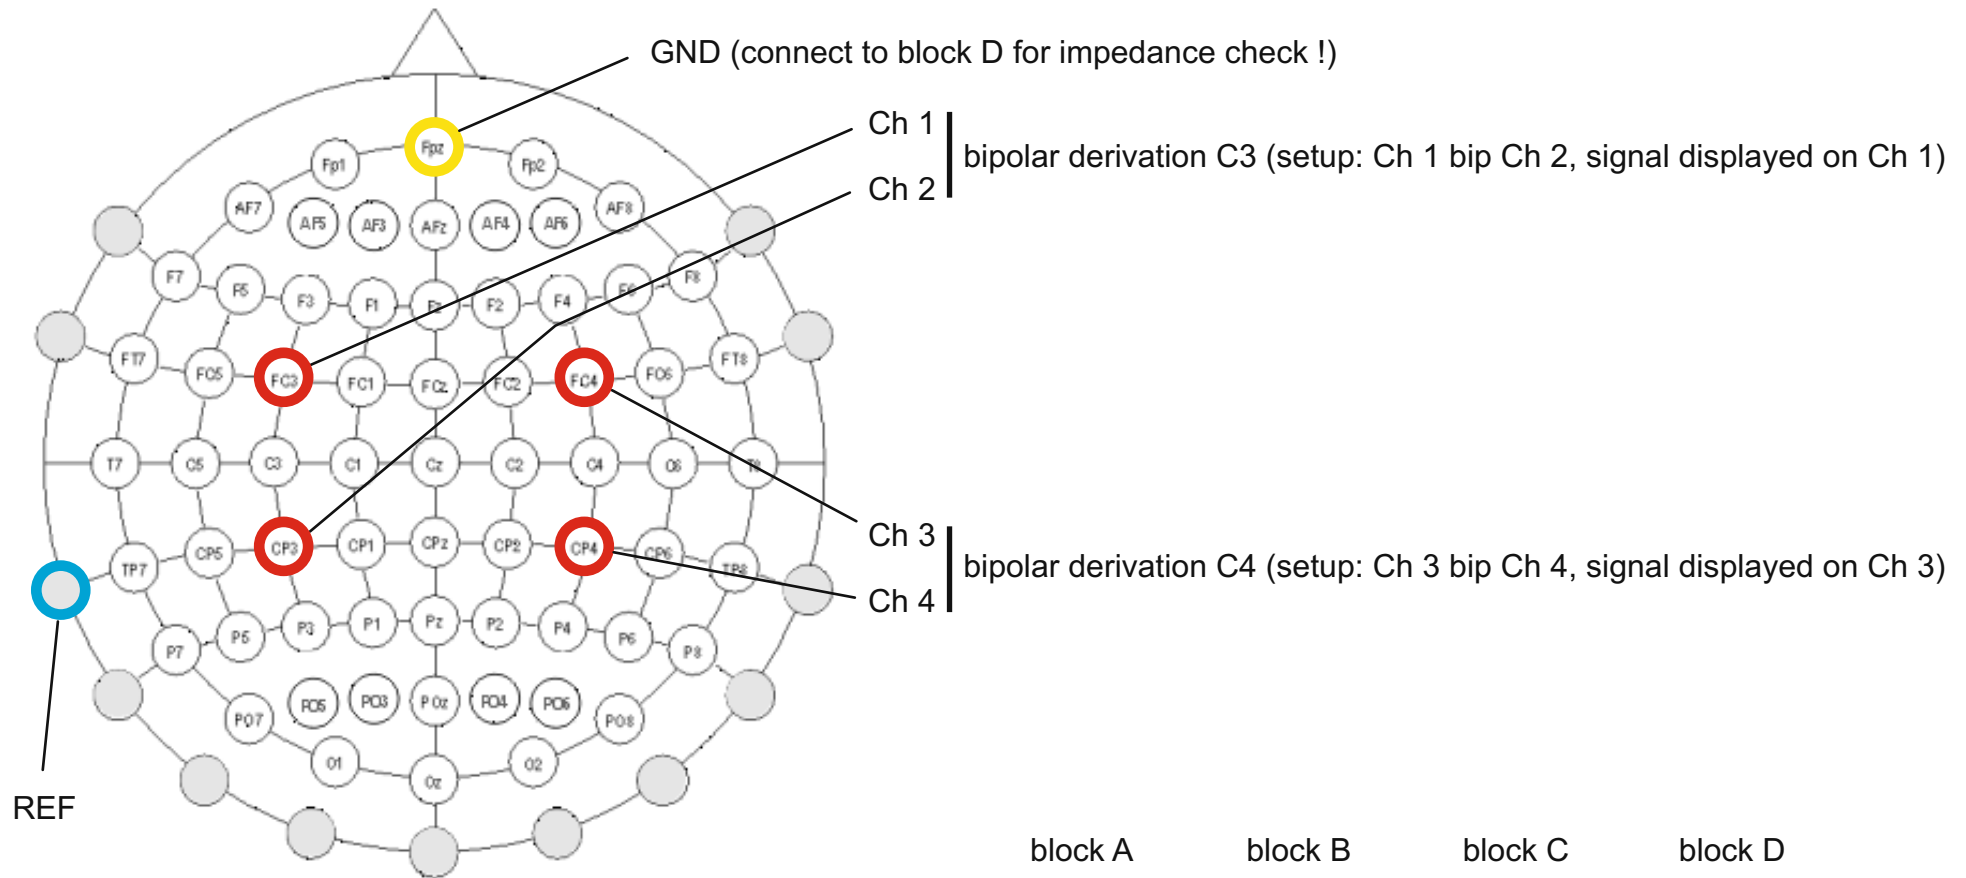 GND (connect to block D for impedance check !)
Ch 1
bipolar derivation C3 (setup: Ch 1 bip Ch 2, signal displayed on Ch 1)
Ch 2
Fpz
Fp1 Fp2
AF7 AF5 AF3 AFz AF4 AF6 AF8
F7 F5 F3 F1 Fz F2 F4 F6 F8
FT7 FC5 FC3 FC1 FCz FC2 FC4 FC6 FT8
T7 C5 C3 C1 Cz C2 C4 C6 T8
Ch 3
bipolar derivation C4 (setup: Ch 3 bip Ch 4, signal displayed on Ch 3)
Ch 4
TP7 CP5 CP3 CP1 CPz CP2 CP4 CP6 TP8
P7 P5 P3 P1 Pz P2 P4 P6 P8
PO7 PO5 PO3 POz PO4 PO6 PO8
O1 Oz O2
REF
block A block B block C block D